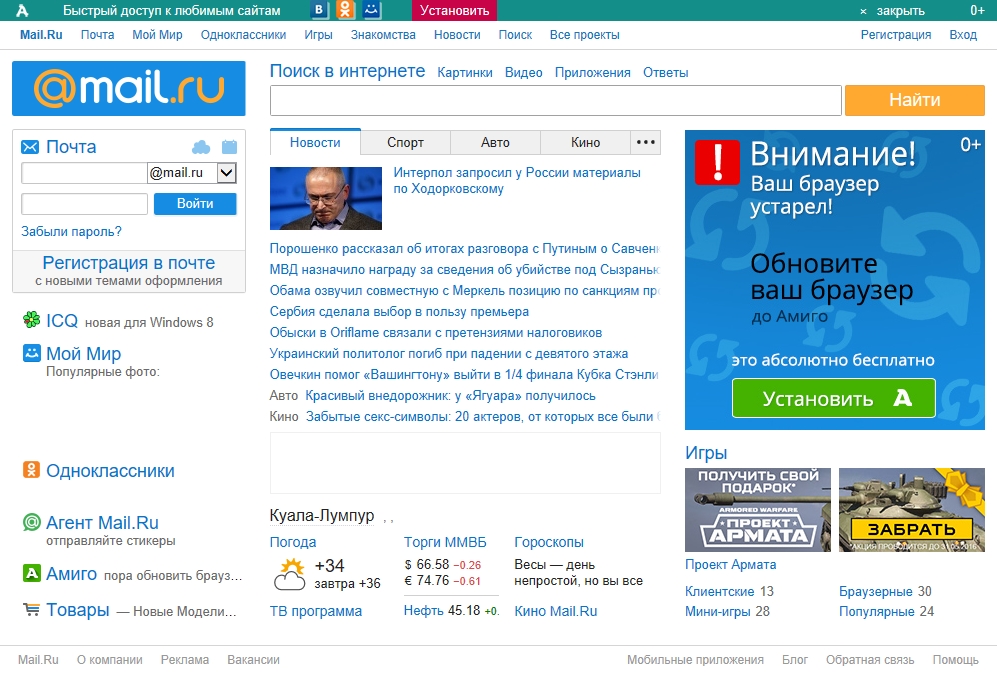 Быстрый доступ к любимым сайтам
Установить
× закрыть
0+
Mail.Ru Почта Мой Мир Одноклассники Игры Знакомства Новости Поиск Все проекты
Регистрация Вход
@mail.ru
Поиск в интернете Картинки Видео Приложения Ответы
Найти
Почта
@mail.ru
Войти
Забыли пароль?
Регистрация в почте
с новыми темами оформления
ICQ новая для Windows 8
Мой Мир
Популярные фото:
Одноклассники
Агент Mail.Ru
отправляйте стикеры
Амиго пора обновить брауз...
Товары — Новые Модели...
Новости Спорт Авто Кино •••
Интерпол запросил у России материалы
по Ходорковскому
Порошенко рассказал об итогах разговора с Путиным о Савчен
МВД назначило награду за сведения об убийстве под Сызрань
Обама озвучил совместную с Меркель позицию по санкциям пр
Сербия сделала выбор в пользу премьера
Обыски в Oriflame связали с претензиями налоговиков
Украинский политолог погиб при падении с девятого этажа
Овечкин помог «Вашингтону» выйти в 1/4 финала Кубка Стэнли
Авто Красивый внедорожник: у «Ягуара» получилось
Кино Забытые секс-символы: 20 актеров, от которых все были
Куала-Лумпур , ,
Погода
+34
завтра +36
ТВ программа
Торги ММВБ
$ 66.58 −0.26
€ 74.76 −0.61
Нефть 45.18 +0.
Гороскопы
Весы — день
непростой, но вы все
Кино Mail.Ru
! Внимание!
0+
Ваш браузер
устарел!
Обновите
ваш браузер
до Амиго
это абсолютно бесплатно
Установить
Игры
ПОЛУЧИТЬ СВОЙ
ПОДАРОК*
ARMORED WARFARE
ПРОЕКТ
АРМАТА
ЗАБРАТЬ
*АКЦИЯ ПРОВОДИТСЯ ДО 31.05.2016
Проект Армата
Клиентские 13
Браузерные 30
Мини-игры 28
Популярные 24
Mail.Ru О компании Реклама Вакансии
Мобильные приложения Блог Обратная связь Помощь